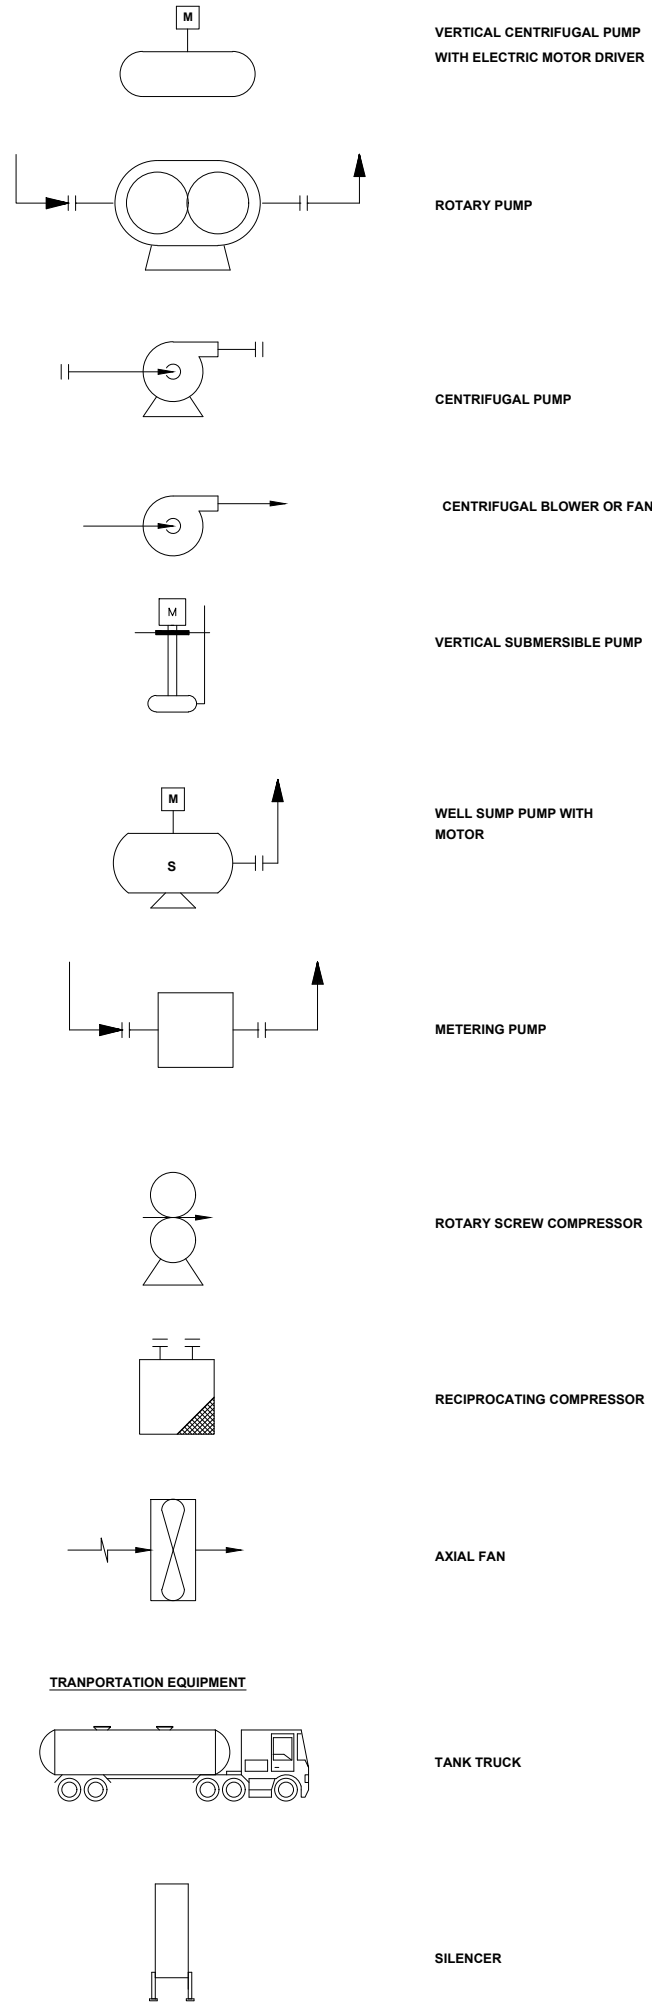 M
VERTICAL CENTRIFUGAL PUMP
WITH ELECTRIC MOTOR DRIVER
ROTARY PUMP
CENTRIFUGAL PUMP
CENTRIFUGAL BLOWER OR FAN
M
VERTICAL SUBMERSIBLE PUMP
M
S
WELL SUMP PUMP WITH
MOTOR
METERING PUMP
ROTARY SCREW COMPRESSOR
RECIPROCATING COMPRESSOR
AXIAL FAN
TRANPORTATION EQUIPMENT
TANK TRUCK
SILENCER